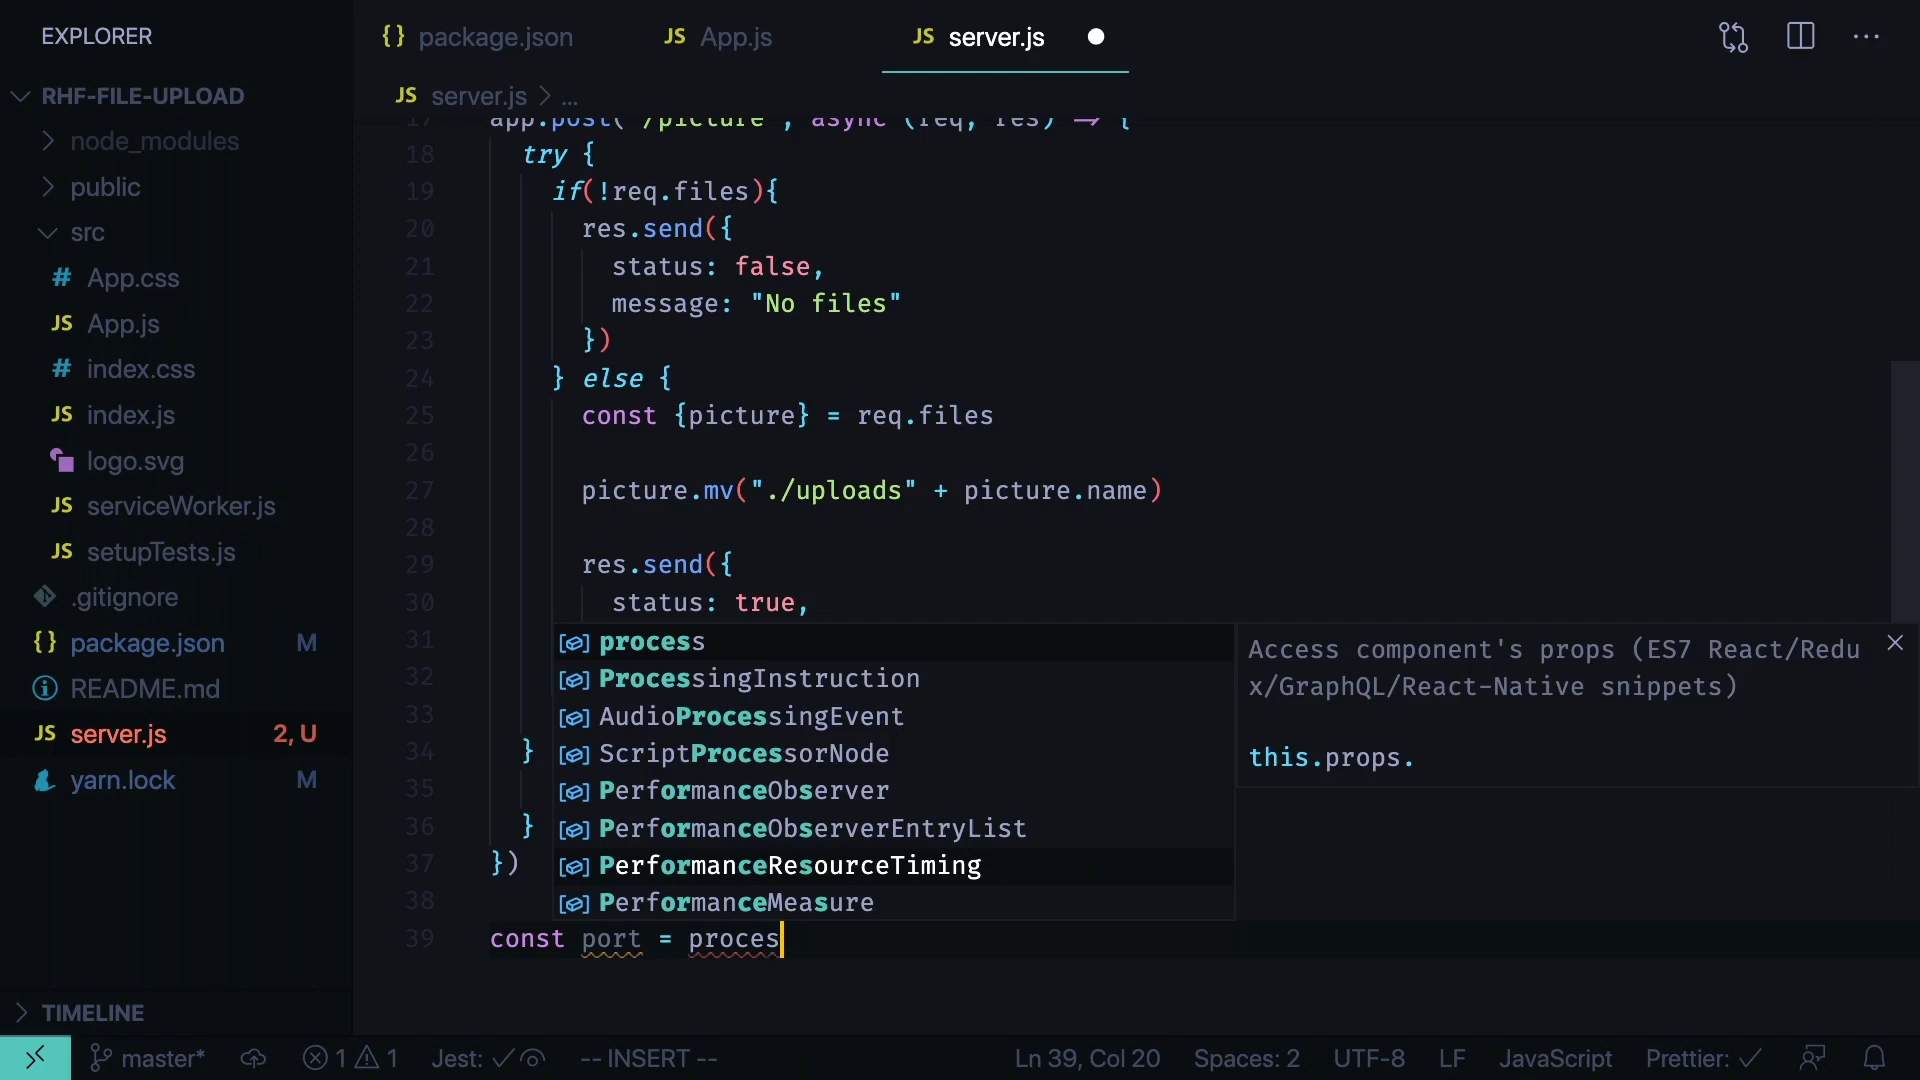 EXPLORER
{} package.json
JS App.js
JS server.js
RHF-FILE-UPLOAD
JS server.js > ...
node_modules
public
src
# App.css
JS App.js
# index.css
JS index.js
logo.svg
JS serviceWorker.js
JS setupTests.js
.gitignore
{} package.json M
README.md
JS server.js 2, U
yarn.lock M
TIMELINE
17 app.post("/picture", async (req, res) => {
18 try {
19 if(!req.files){
20 res.send({
21 status: false,
22 message: "No files"
23 })
24 } else {
25 const {picture} = req.files
26
27 picture.mv("./uploads" + picture.name)
28
29 res.send({
30 status: true,
31
32
33
34 }
35
36 }
37 })
38
39 const port = proces
process
ProcessingInstruction
AudioProcessingEvent
ScriptProcessorNode
PerformanceObserver
PerformanceObserverEntryList
PerformanceResourceTiming
PerformanceMeasure
Access component's props (ES7 React/Redu
x/GraphQL/React-Native snippets)
this.props.
master* 1 1 Jest: -- INSERT -- Ln 39, Col 20 Spaces: 2 UTF-8 LF JavaScript Prettier: